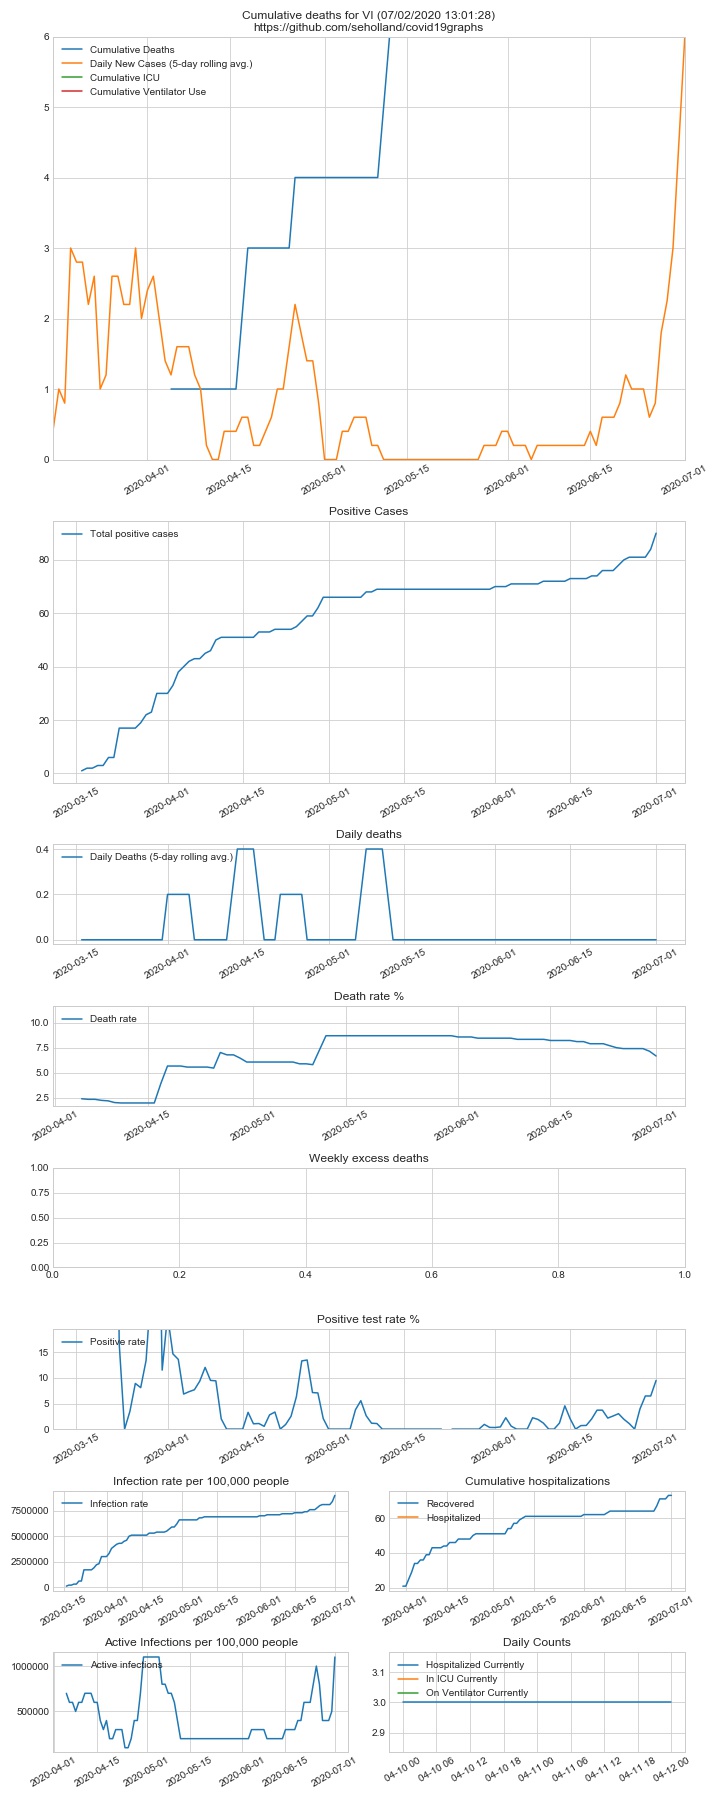 Cumulative deaths for VI (07/02/2020 13:01:28)
https://github.com/seholland/covid19graphs
Cumulative Deaths
Daily New Cases (5-day rolling avg.)
Cumulative ICU
Cumulative Ventilator Use
6
5
4
3
2
1
0
2020-04-01 2020-04-15 2020-05-01 2020-05-15 2020-06-01 2020-06-15 2020-07-01
Positive Cases
Total positive cases
80
60
40
20
0
2020-03-15 2020-04-01 2020-04-15 2020-05-01 2020-05-15 2020-06-01 2020-06-15 2020-07-01
Daily deaths
0.4
Daily Deaths (5-day rolling avg.)
0.2
0.0
2020-03-15 2020-04-01 2020-04-15 2020-05-01 2020-05-15 2020-06-01 2020-06-15 2020-07-01
Death rate %
Death rate
10.0
7.5
5.0
2.5
2020-04-01 2020-04-15 2020-05-01 2020-05-15 2020-06-01 2020-06-15 2020-07-01
Weekly excess deaths
1.00
0.75
0.50
0.25
0.00
0.0 0.2 0.4 0.6 0.8 1.0
Positive test rate %
Positive rate
15
10
5
0
2020-03-15 2020-04-01 2020-04-15 2020-05-01 2020-05-15 2020-06-01 2020-06-15 2020-07-01
Infection rate per 100,000 people
Infection rate
7500000
5000000
2500000
0
2020-03-15 2020-04-01 2020-04-15 2020-05-01 2020-05-15 2020-06-01 2020-06-15 2020-07-01
Cumulative hospitalizations
Recovered
Hospitalized
60
40
20
2020-04-01 2020-04-15 2020-05-01 2020-05-15 2020-06-01 2020-06-15 2020-07-01
Active Infections per 100,000 people
Active infections
1000000
500000
2020-04-01 2020-04-15 2020-05-01 2020-05-15 2020-06-01 2020-06-15 2020-07-01
Daily Counts
Hospitalized Currently
In ICU Currently
On Ventilator Currently
3.1
3.0
2.9
04-10 00 04-10 06 04-10 12 04-10 18 04-11 00 04-11 06 04-11 12 04-11 18 04-12 00